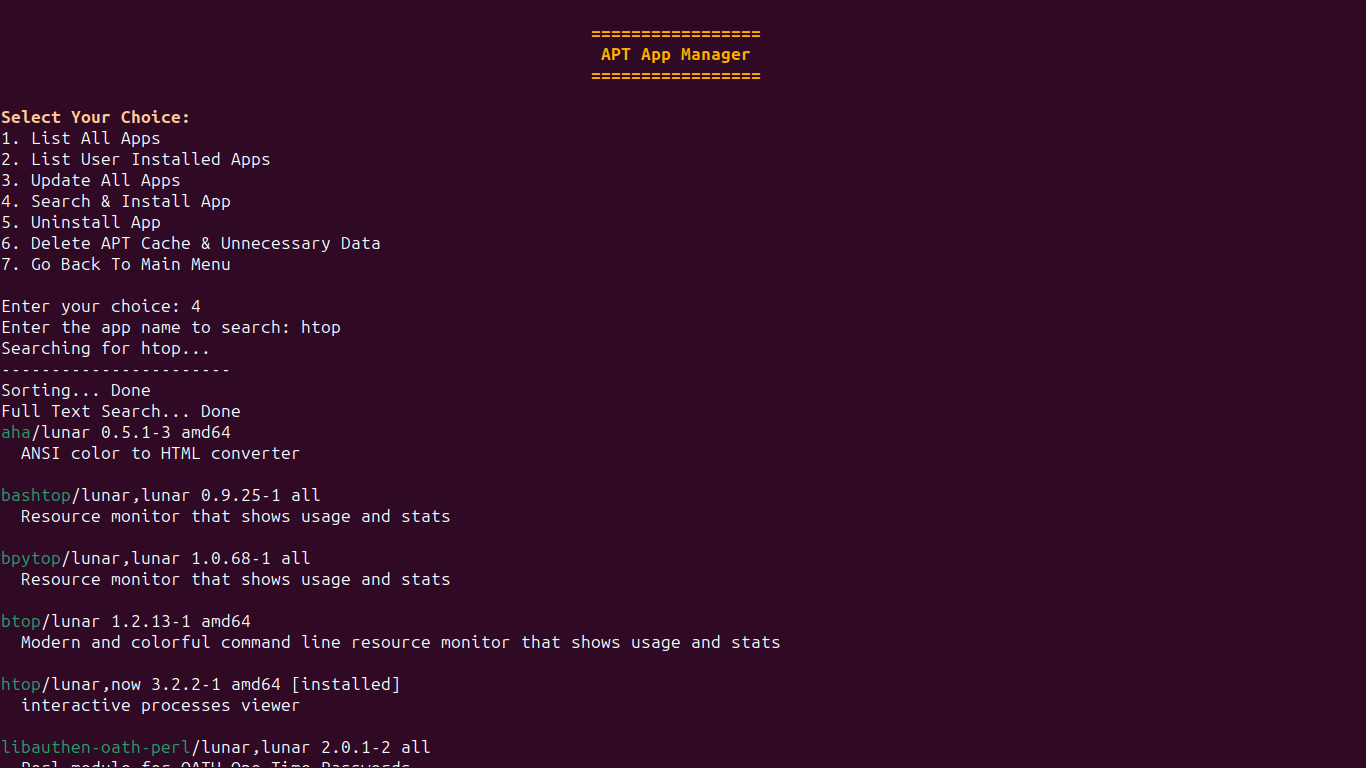 =================
APT App Manager
=================
Select Your Choice:
1. List All Apps
2. List User Installed Apps
3. Update All Apps
4. Search & Install App
5. Uninstall App
6. Delete APT Cache & Unnecessary Data
7. Go Back To Main Menu
Enter your choice: 4
Enter the app name to search: htop
Searching for htop...
-----------------------
Sorting... Done
Full Text Search... Done
aha/lunar 0.5.1-3 amd64
ANSI color to HTML converter
bashtop/lunar,lunar 0.9.25-1 all
Resource monitor that shows usage and stats
bpytop/lunar,lunar 1.0.68-1 all
Resource monitor that shows usage and stats
btop/lunar 1.2.13-1 amd64
Modern and colorful command line resource monitor that shows usage and stats
htop/lunar,now 3.2.2-1 amd64 [installed]
interactive processes viewer
libauthen-oath-perl/lunar,lunar 2.0.1-2 all
Perl module for OATH One Time Passwords